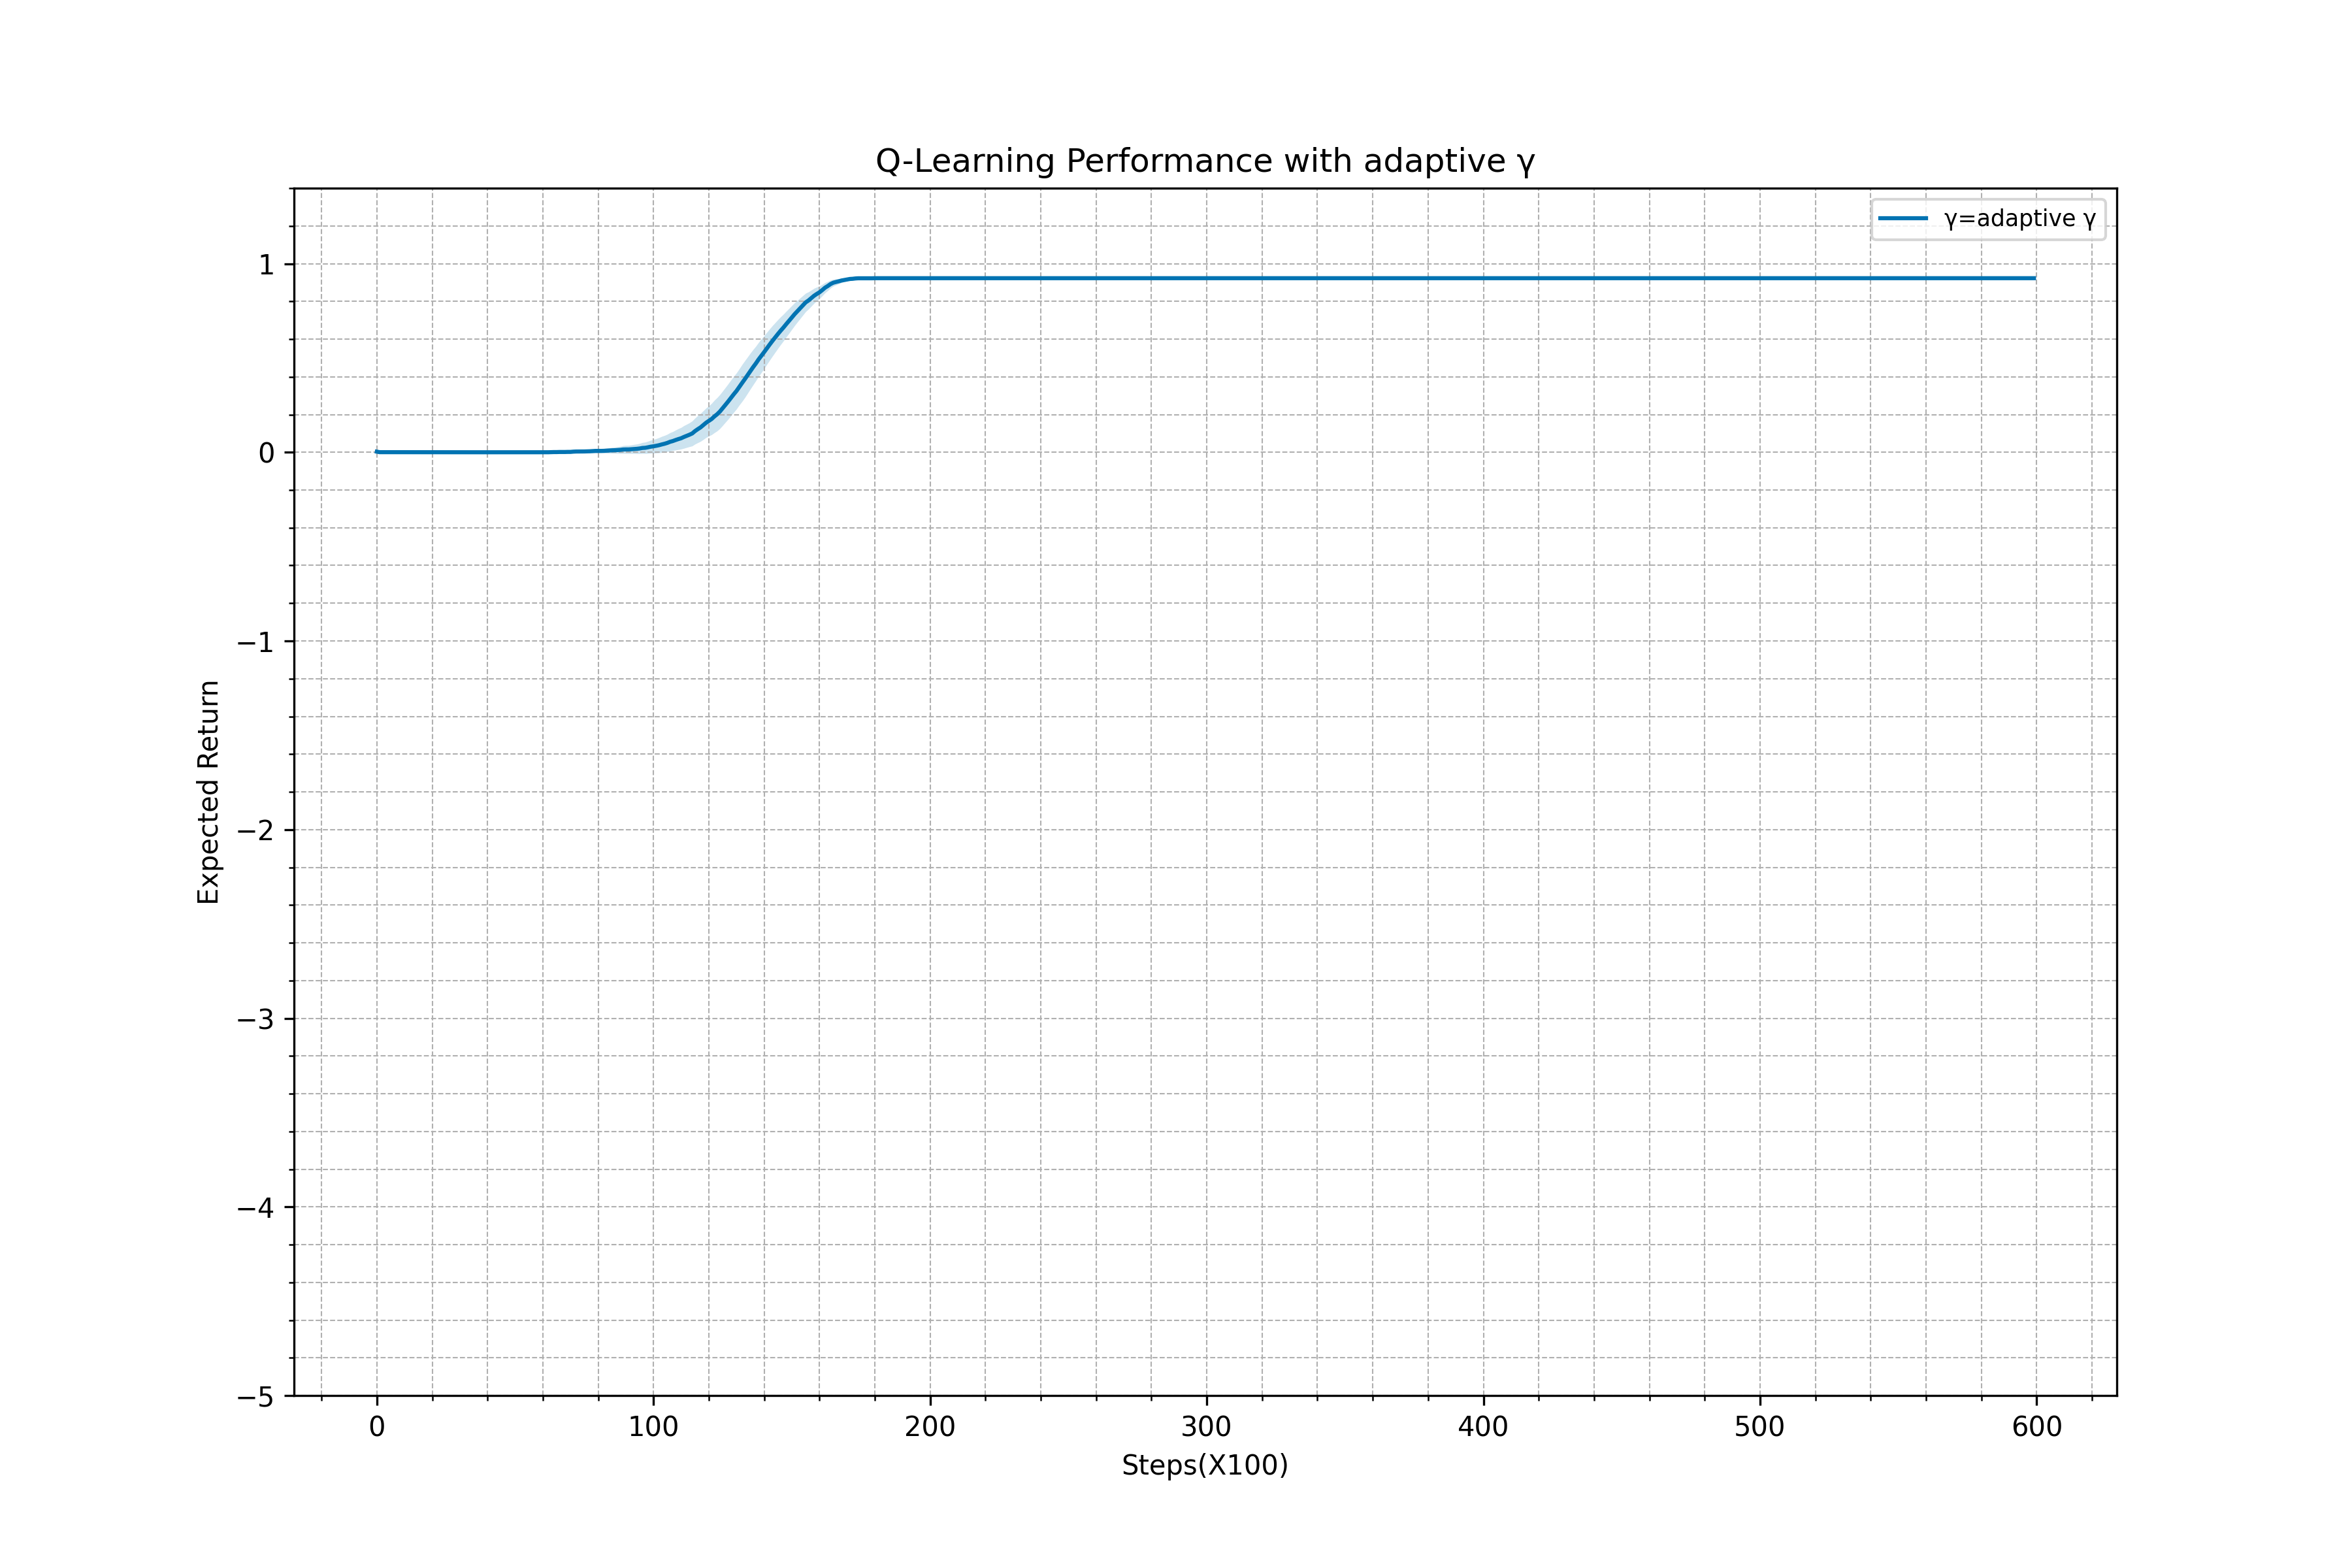 Q-Learning Performance with adaptive γ
γ=adaptive γ
1
0
−1
−2
−3
−4
−5
Expected Return
0 100 200 300 400 500 600
Steps(X100)